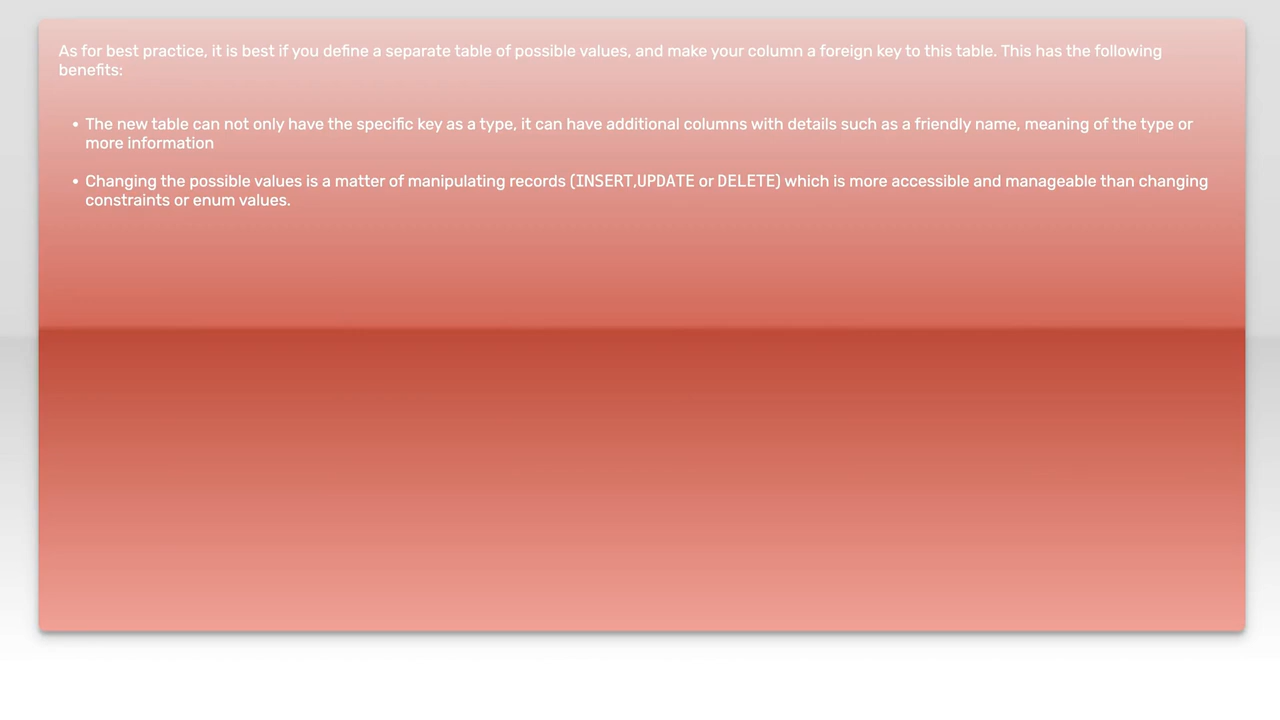 As for best practice, it is best if you define a separate table of possible values, and make your column a foreign key to this table. This has the following
benefits:
• The new table can not only have the specific key as a type, it can have additional columns with details such as a friendly name, meaning of the type or
more information
• Changing the possible values is a matter of manipulating records (INSERT,UPDATE or DELETE) which is more accessible and manageable than changing
constraints or enum values.